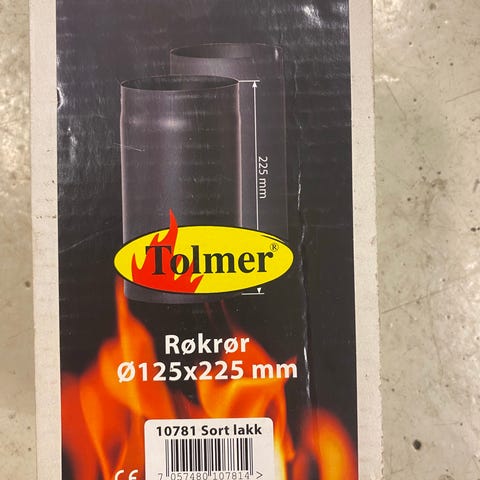 225 mm
Tolmer®
Røkrør
Ø125x225 mm
10781 Sort lakk
CE
7 057480 107814 >